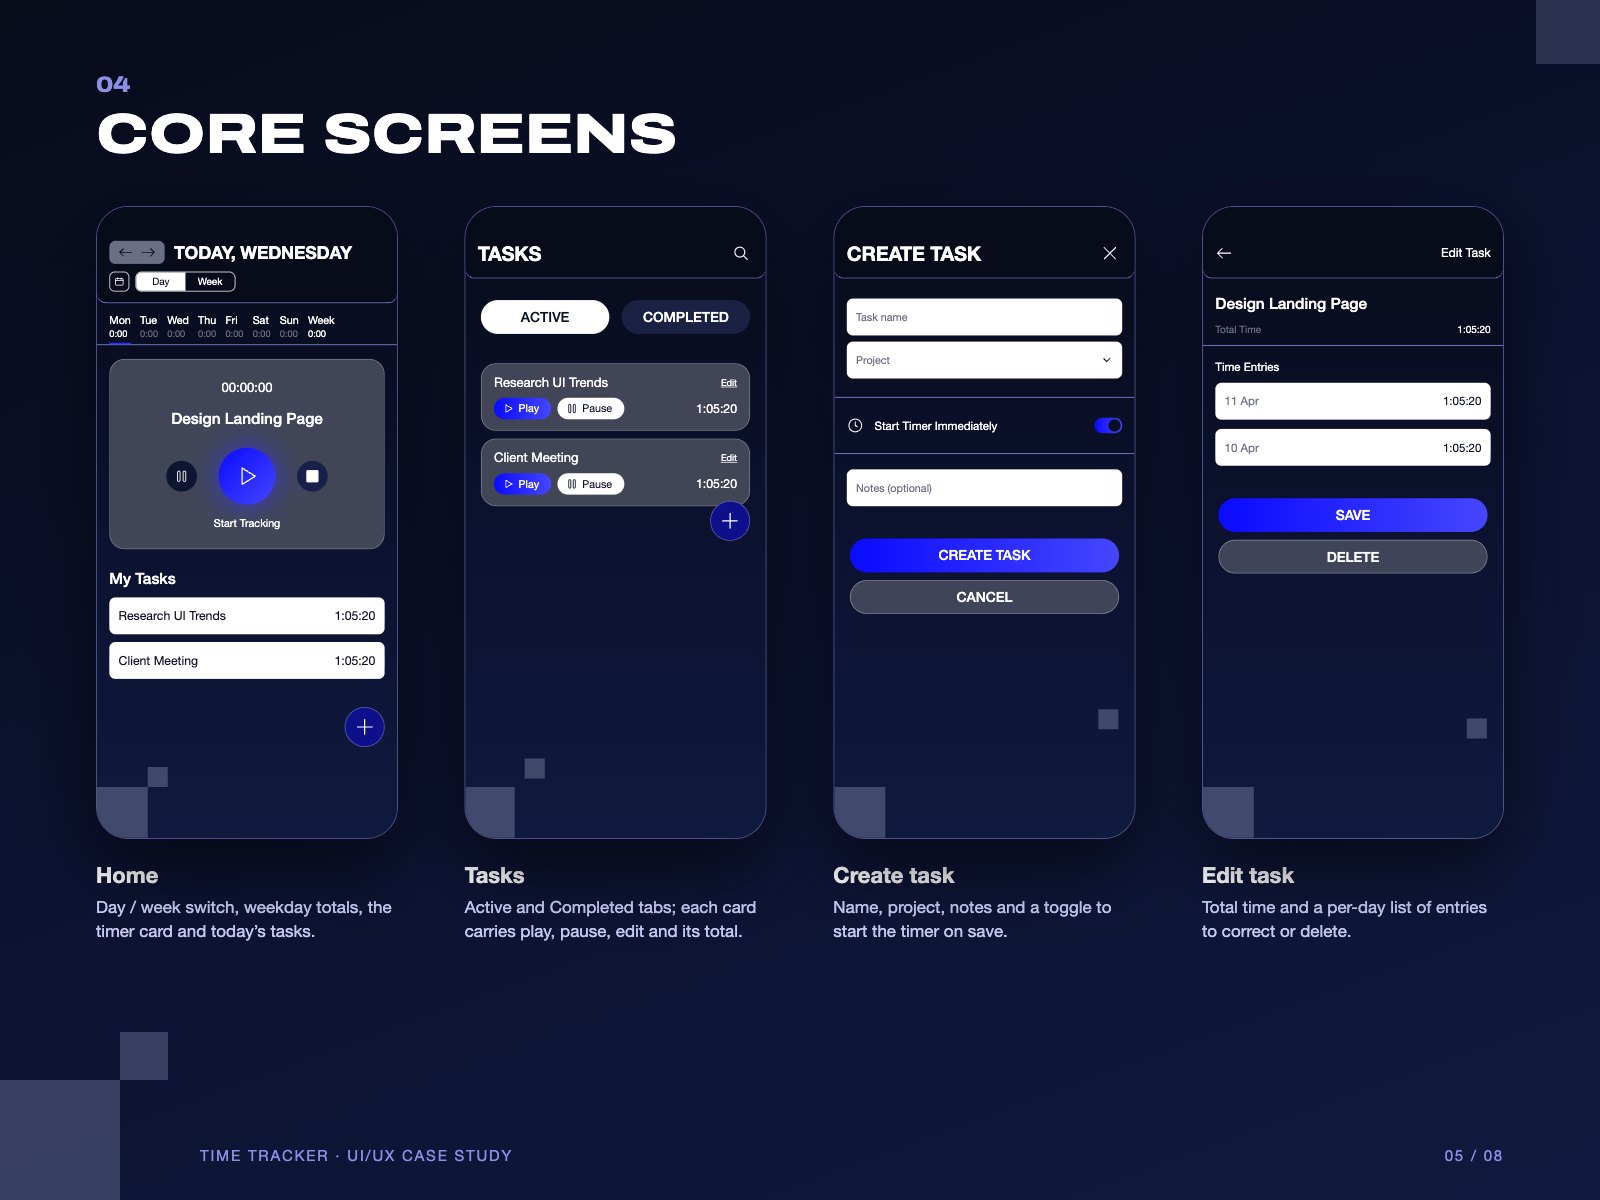 04
CORE SCREENS
TODAY, WEDNESDAY
Day Week
Mon Tue Wed Thu Fri Sat Sun Week
0:00 0:00 0:00 0:00 0:00 0:00 0:00 0:00
00:00:00
Design Landing Page
Start Tracking
My Tasks
Research UI Trends 1:05:20
Client Meeting 1:05:20
Home
Day / week switch, weekday totals, the
timer card and today’s tasks.
TASKS
ACTIVE COMPLETED
Research UI Trends Edit
Play Pause 1:05:20
Client Meeting Edit
Play Pause 1:05:20
Tasks
Active and Completed tabs; each card
carries play, pause, edit and its total.
CREATE TASK
Task name
Project
Start Timer Immediately
Notes (optional)
CREATE TASK
CANCEL
Create task
Name, project, notes and a toggle to
start the timer on save.
Edit Task
Design Landing Page
Total Time 1:05:20
Time Entries
11 Apr 1:05:20
10 Apr 1:05:20
SAVE
DELETE
Edit task
Total time and a per-day list of entries
to correct or delete.
TIME TRACKER · UI/UX CASE STUDY
05 / 08